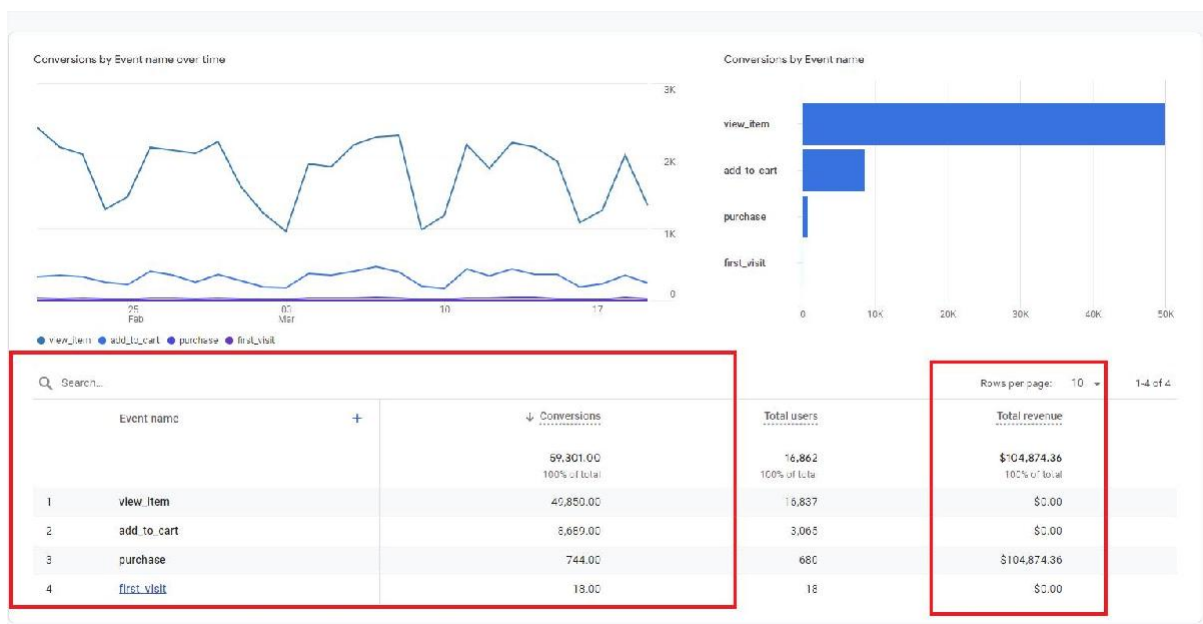 Conversions by Event name over time
3K
2K
1K
0
25
Feb
03
Mar
10
17
view_item add_to_cart purchase first_visit
Conversions by Event name
view_item
add to cart
purchase
first_visit
0 10K 20K 30K 40K 50K
Search...
Rows per page: 10 1-4 of 4
Event name + ↓ Conversions Total users Total revenue
59,301.00 16,862 $104,874.36
100% of total 100% of total 100% of total
1 view_item 49,850.00 16,837 $0.00
2 add_to_cart 8,689.00 3,065 $0.00
3 purchase 744.00 680 $104,874.36
4 first_visit 18.00 18 $0.00